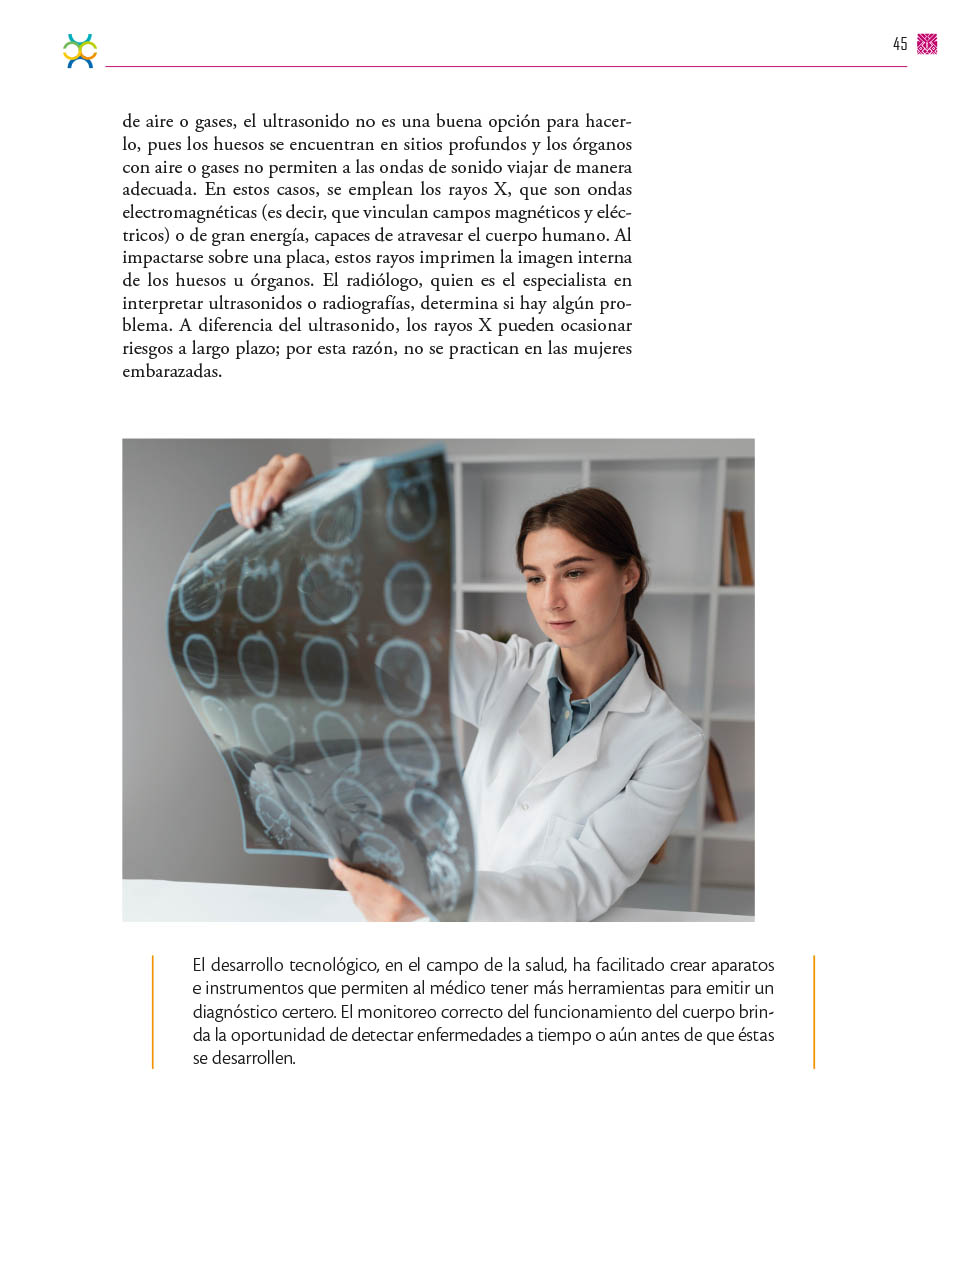 45
de aire o gases, el ultrasonido no es una buena opción para hacer-
lo, pues los huesos se encuentran en sitios profundos y los órganos
con aire o gases no permiten a las ondas de sonido viajar de manera
adecuada. En estos casos, se emplean los rayos X, que son ondas
electromagnéticas (es decir, que vinculan campos magnéticos y eléc-
tricos) o de gran energía, capaces de atravesar el cuerpo humano. Al
impactarse sobre una placa, estos rayos imprimen la imagen interna
de los huesos u órganos. El radiólogo, quien es el especialista en
interpretar ultrasonidos o radiografías, determina si hay algún pro-
blema. A diferencia del ultrasonido, los rayos X pueden ocasionar
riesgos a largo plazo; por esta razón, no se practican en las mujeres
embarazadas.
El desarrollo tecnológico, en el campo de la salud, ha facilitado crear aparatos
e instrumentos que permiten al médico tener más herramientas para emitir un
diagnóstico certero. El monitoreo correcto del funcionamiento del cuerpo brin-
da la oportunidad de detectar enfermedades a tiempo o aún antes de que éstas
se desarrollen.